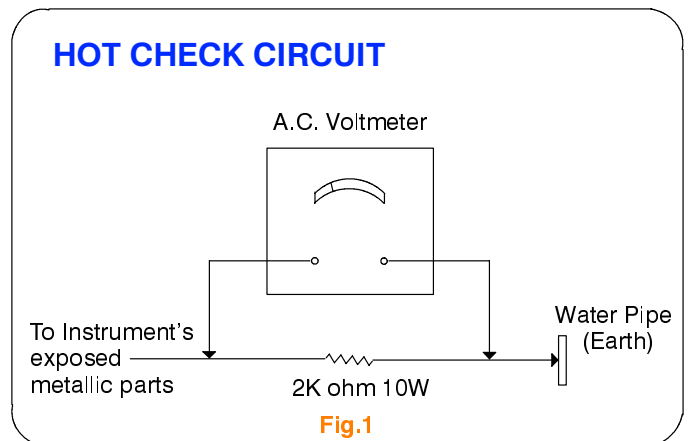 HOT CHECK CIRCUIT
A.C. Voltmeter
To Instrument's
exposed
metallic parts
2K ohm 10W
Water Pipe
(Earth)
Fig.1